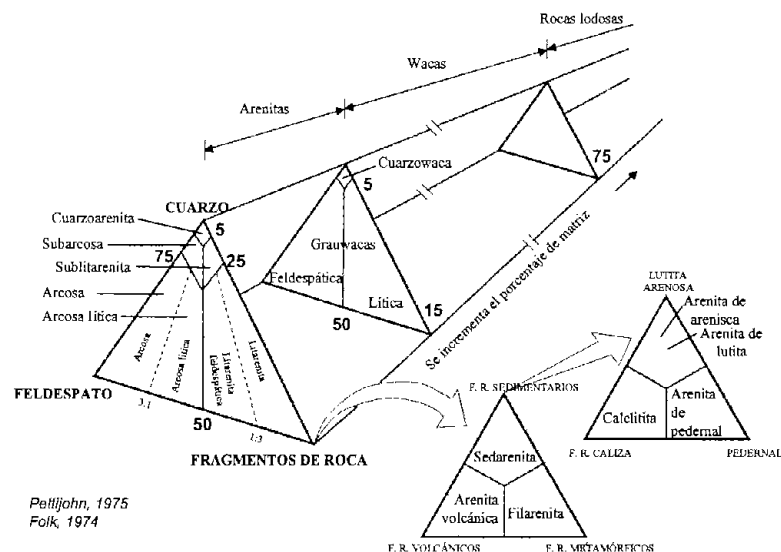 Rocas lodosas
Wacas
Arenitas
75
Cuarzowaca
5
CUARZO
Cuarzoarenita
5
Subarcosa
75
25
Sublitarenita
Grauwacas
Feldespática
Lítica
15
50
Arcosa
Arcosa lítica
Arcosa
Arcosa lítica
Litarenita
Feldespática
Litarenita
FELDESPATO
3:1
50
1:3
FRAGMENTOS DE ROCA
Se incrementa el porcentaje de matriz
LUTITA
ARENOSA
Arenita de
arenisca
Arenita de
lutita
Calclitita
Arenita
de
pedernal
F. R. CALIZA
PEDERNAL
F. R. SEDIMENTARIOS
Sedarenita
Arenita
volcánica
Filarenita
F. R. VOLCÁNICOS
F. R. METAMÓRFICOS
Pettijohn, 1975
Folk, 1974